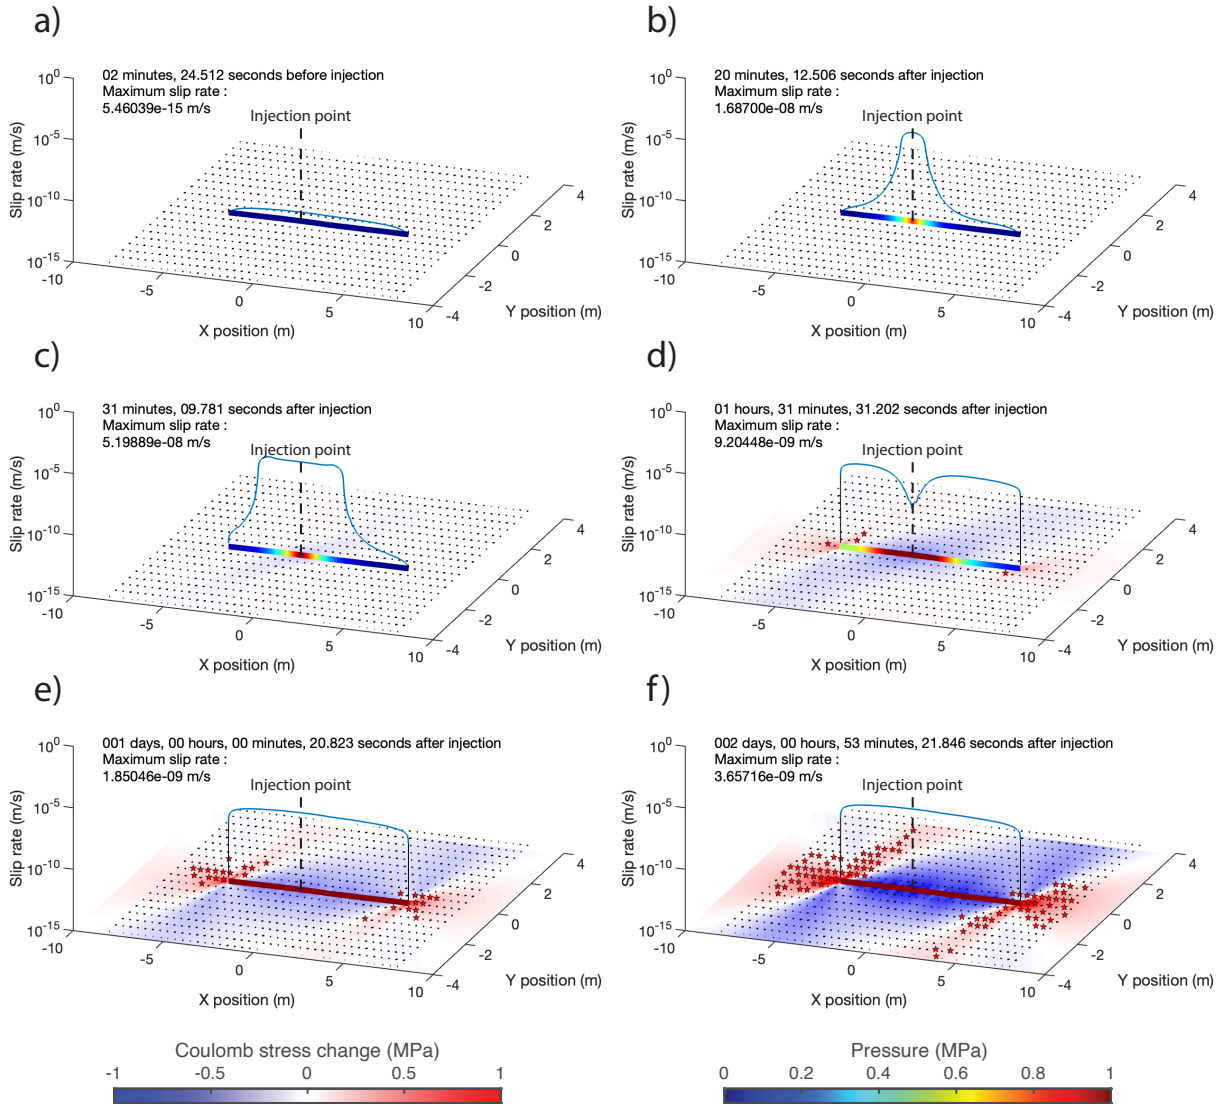 a)
02 minutes, 24.512 seconds before injection
Maximum slip rate :
5.46039e-15 m/s
Injection point
Slip rate (m/s)
10^0
10^-5
10^-10
10^-15
-10
-5
0
5
10
X position (m)
-4
-2
0
2
4
Y position (m)
b)
20 minutes, 12.506 seconds after injection
Maximum slip rate :
1.68700e-08 m/s
Injection point
Slip rate (m/s)
10^0
10^-5
10^-10
10^-15
-10
-5
0
5
10
X position (m)
-4
-2
0
2
4
Y position (m)
c)
31 minutes, 09.781 seconds after injection
Maximum slip rate :
5.19889e-08 m/s
Injection point
Slip rate (m/s)
10^0
10^-5
10^-10
10^-15
-10
-5
0
5
10
X position (m)
-4
-2
0
2
4
Y position (m)
d)
01 hours, 31 minutes, 31.202 seconds after injection
Maximum slip rate :
9.20448e-09 m/s
Injection point
Slip rate (m/s)
10^0
10^-5
10^-10
10^-15
-10
-5
0
5
10
X position (m)
-4
-2
0
2
4
Y position (m)
e)
001 days, 00 hours, 00 minutes, 20.823 seconds after injection
Maximum slip rate :
1.85046e-09 m/s
Injection point
Slip rate (m/s)
10^0
10^-5
10^-10
10^-15
-10
-5
0
5
10
X position (m)
-4
-2
0
2
4
Y position (m)
f)
002 days, 00 hours, 53 minutes, 21.846 seconds after injection
Maximum slip rate :
3.65716e-09 m/s
Injection point
Slip rate (m/s)
10^0
10^-5
10^-10
10^-15
-10
-5
0
5
10
X position (m)
-4
-2
0
2
4
Y position (m)
Coulomb stress change (MPa)
-1 -0.5 0 0.5 1
Pressure (MPa)
0 0.2 0.4 0.6 0.8 1